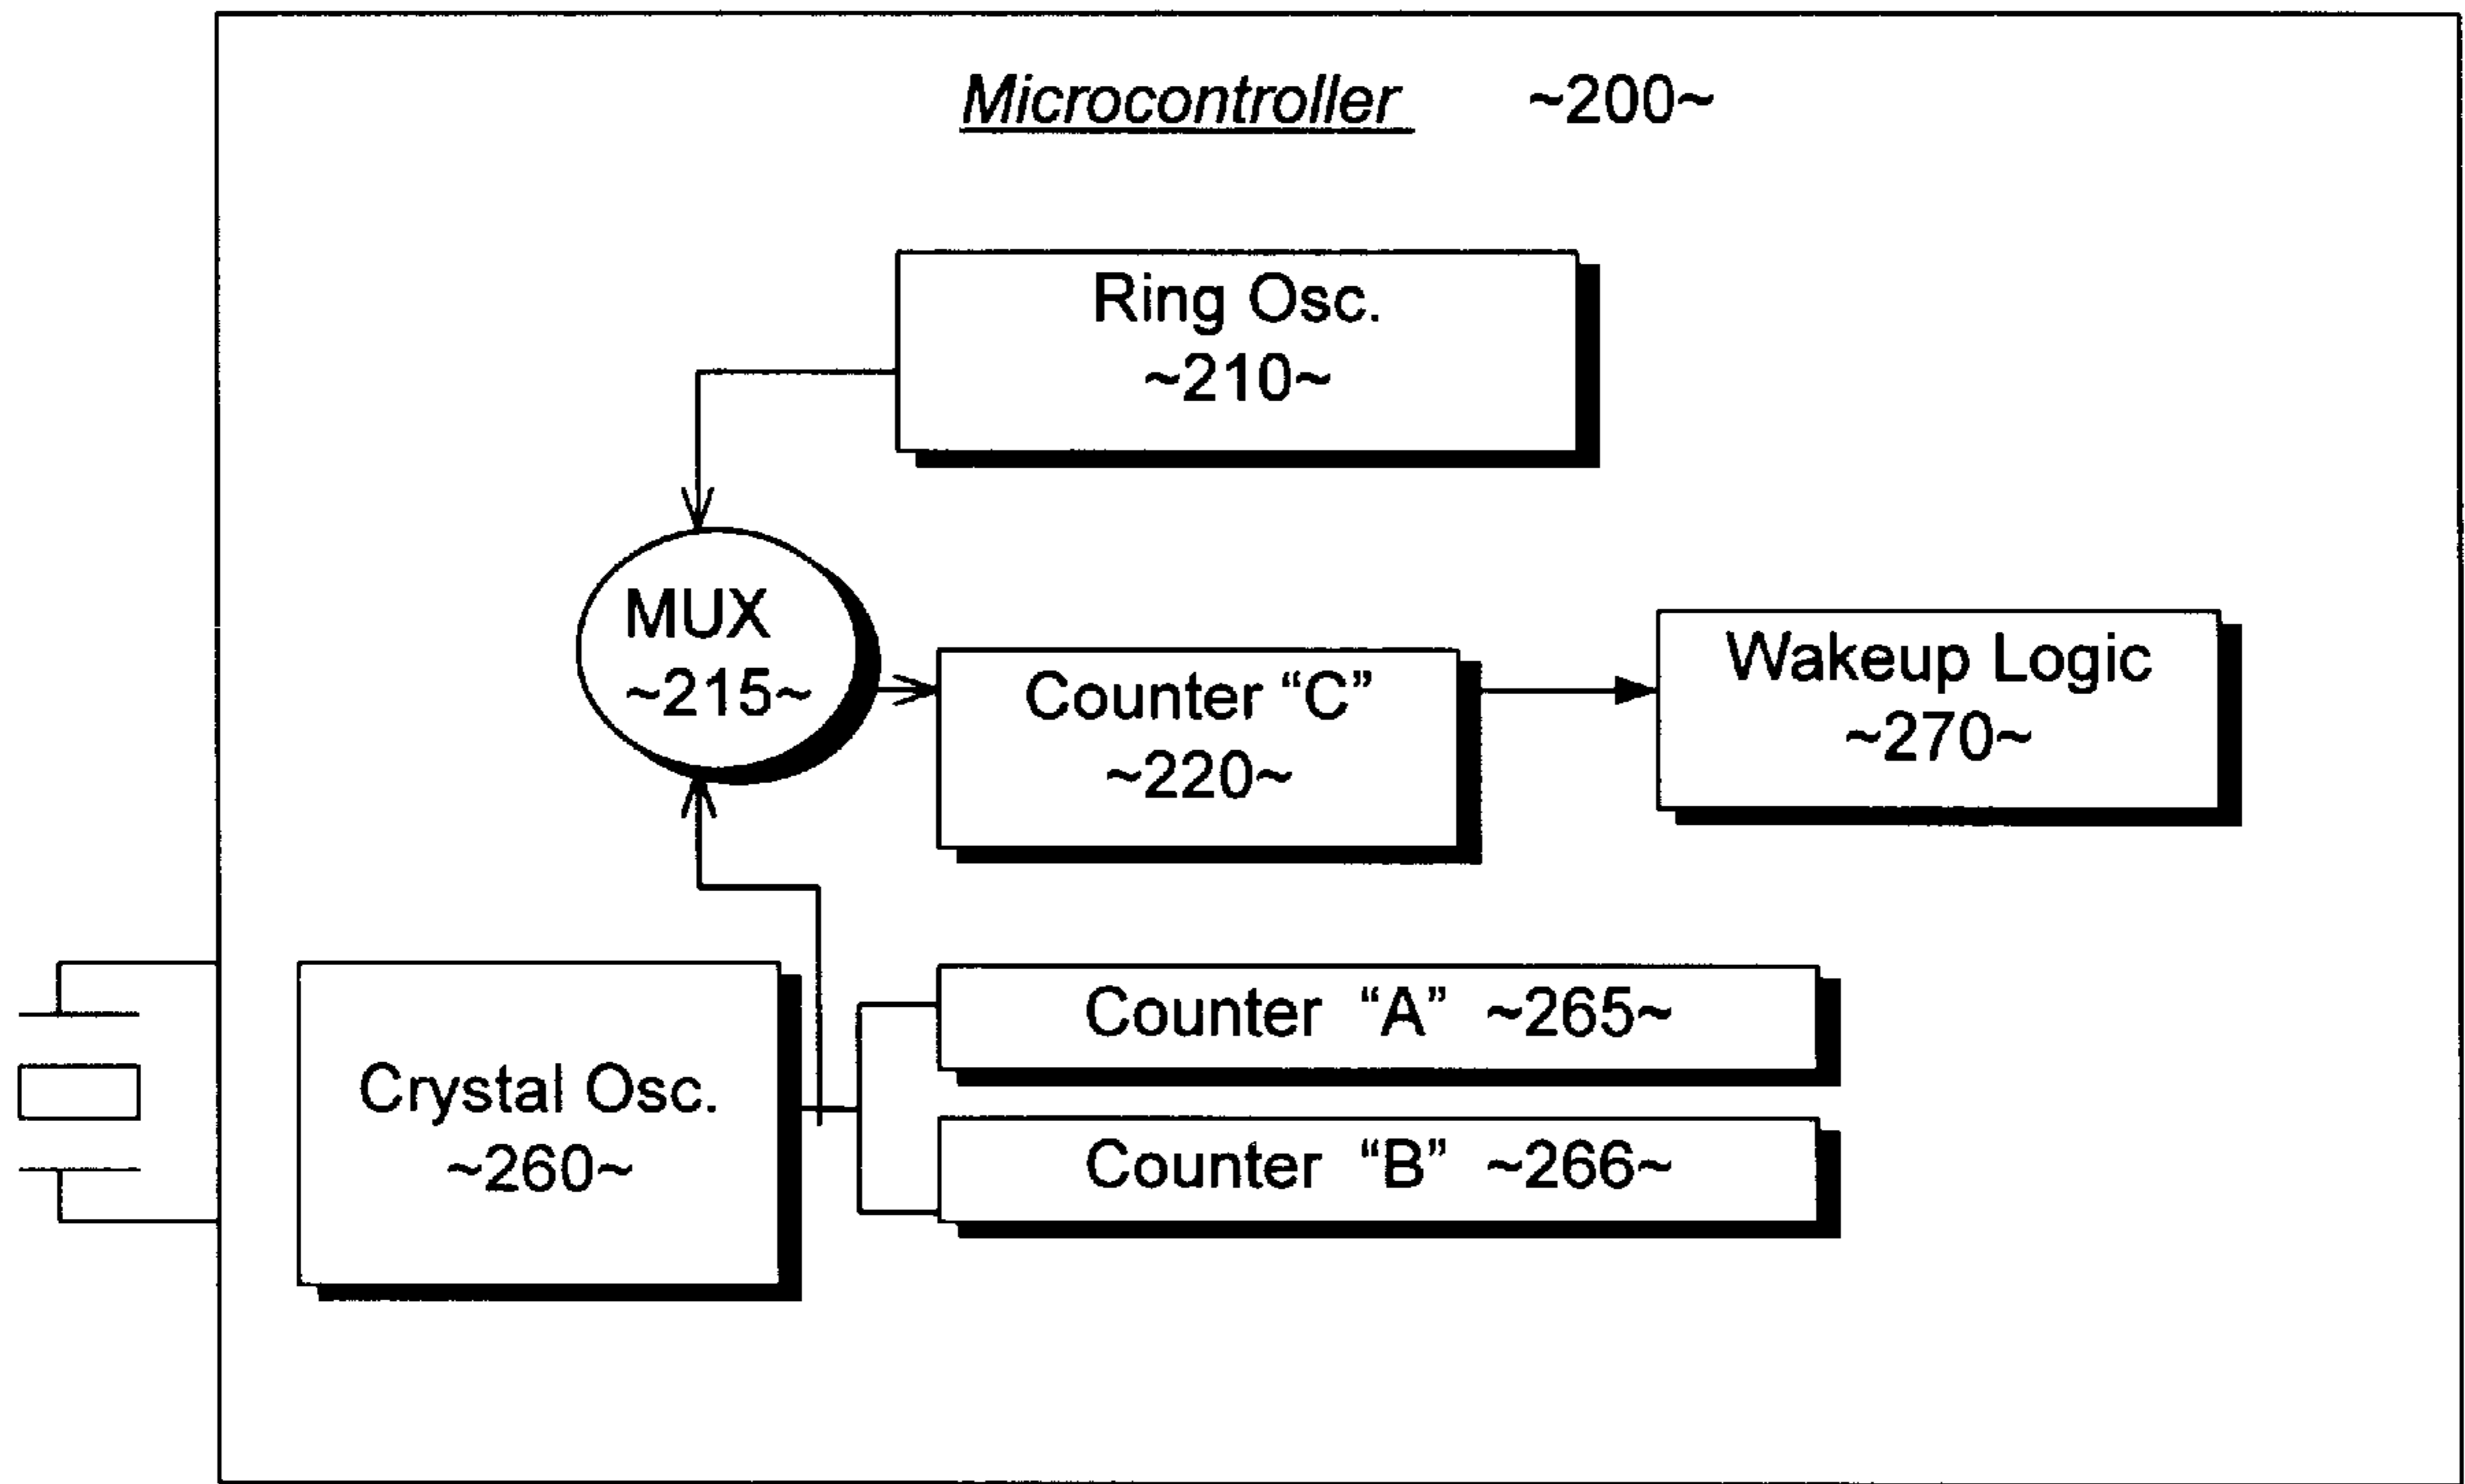 Microcontroller ~200~
Ring Osc.
~210~
MUX
~215~
Counter “C”
~220~
Wakeup Logic
~270~
Crystal Osc.
~260~
Counter “A” ~265~
Counter “B” ~266~